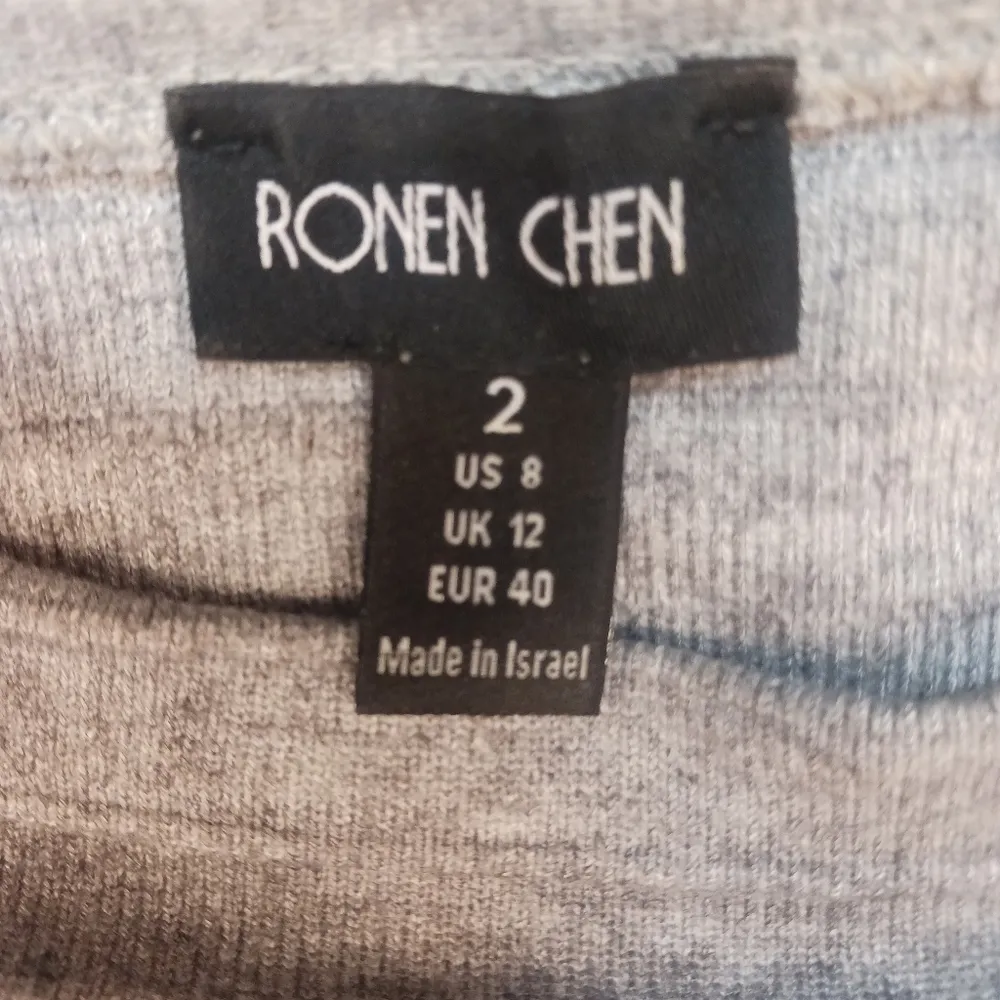 RONEN CHEN
2
US 8
UK 12
EUR 40
Made in Israel